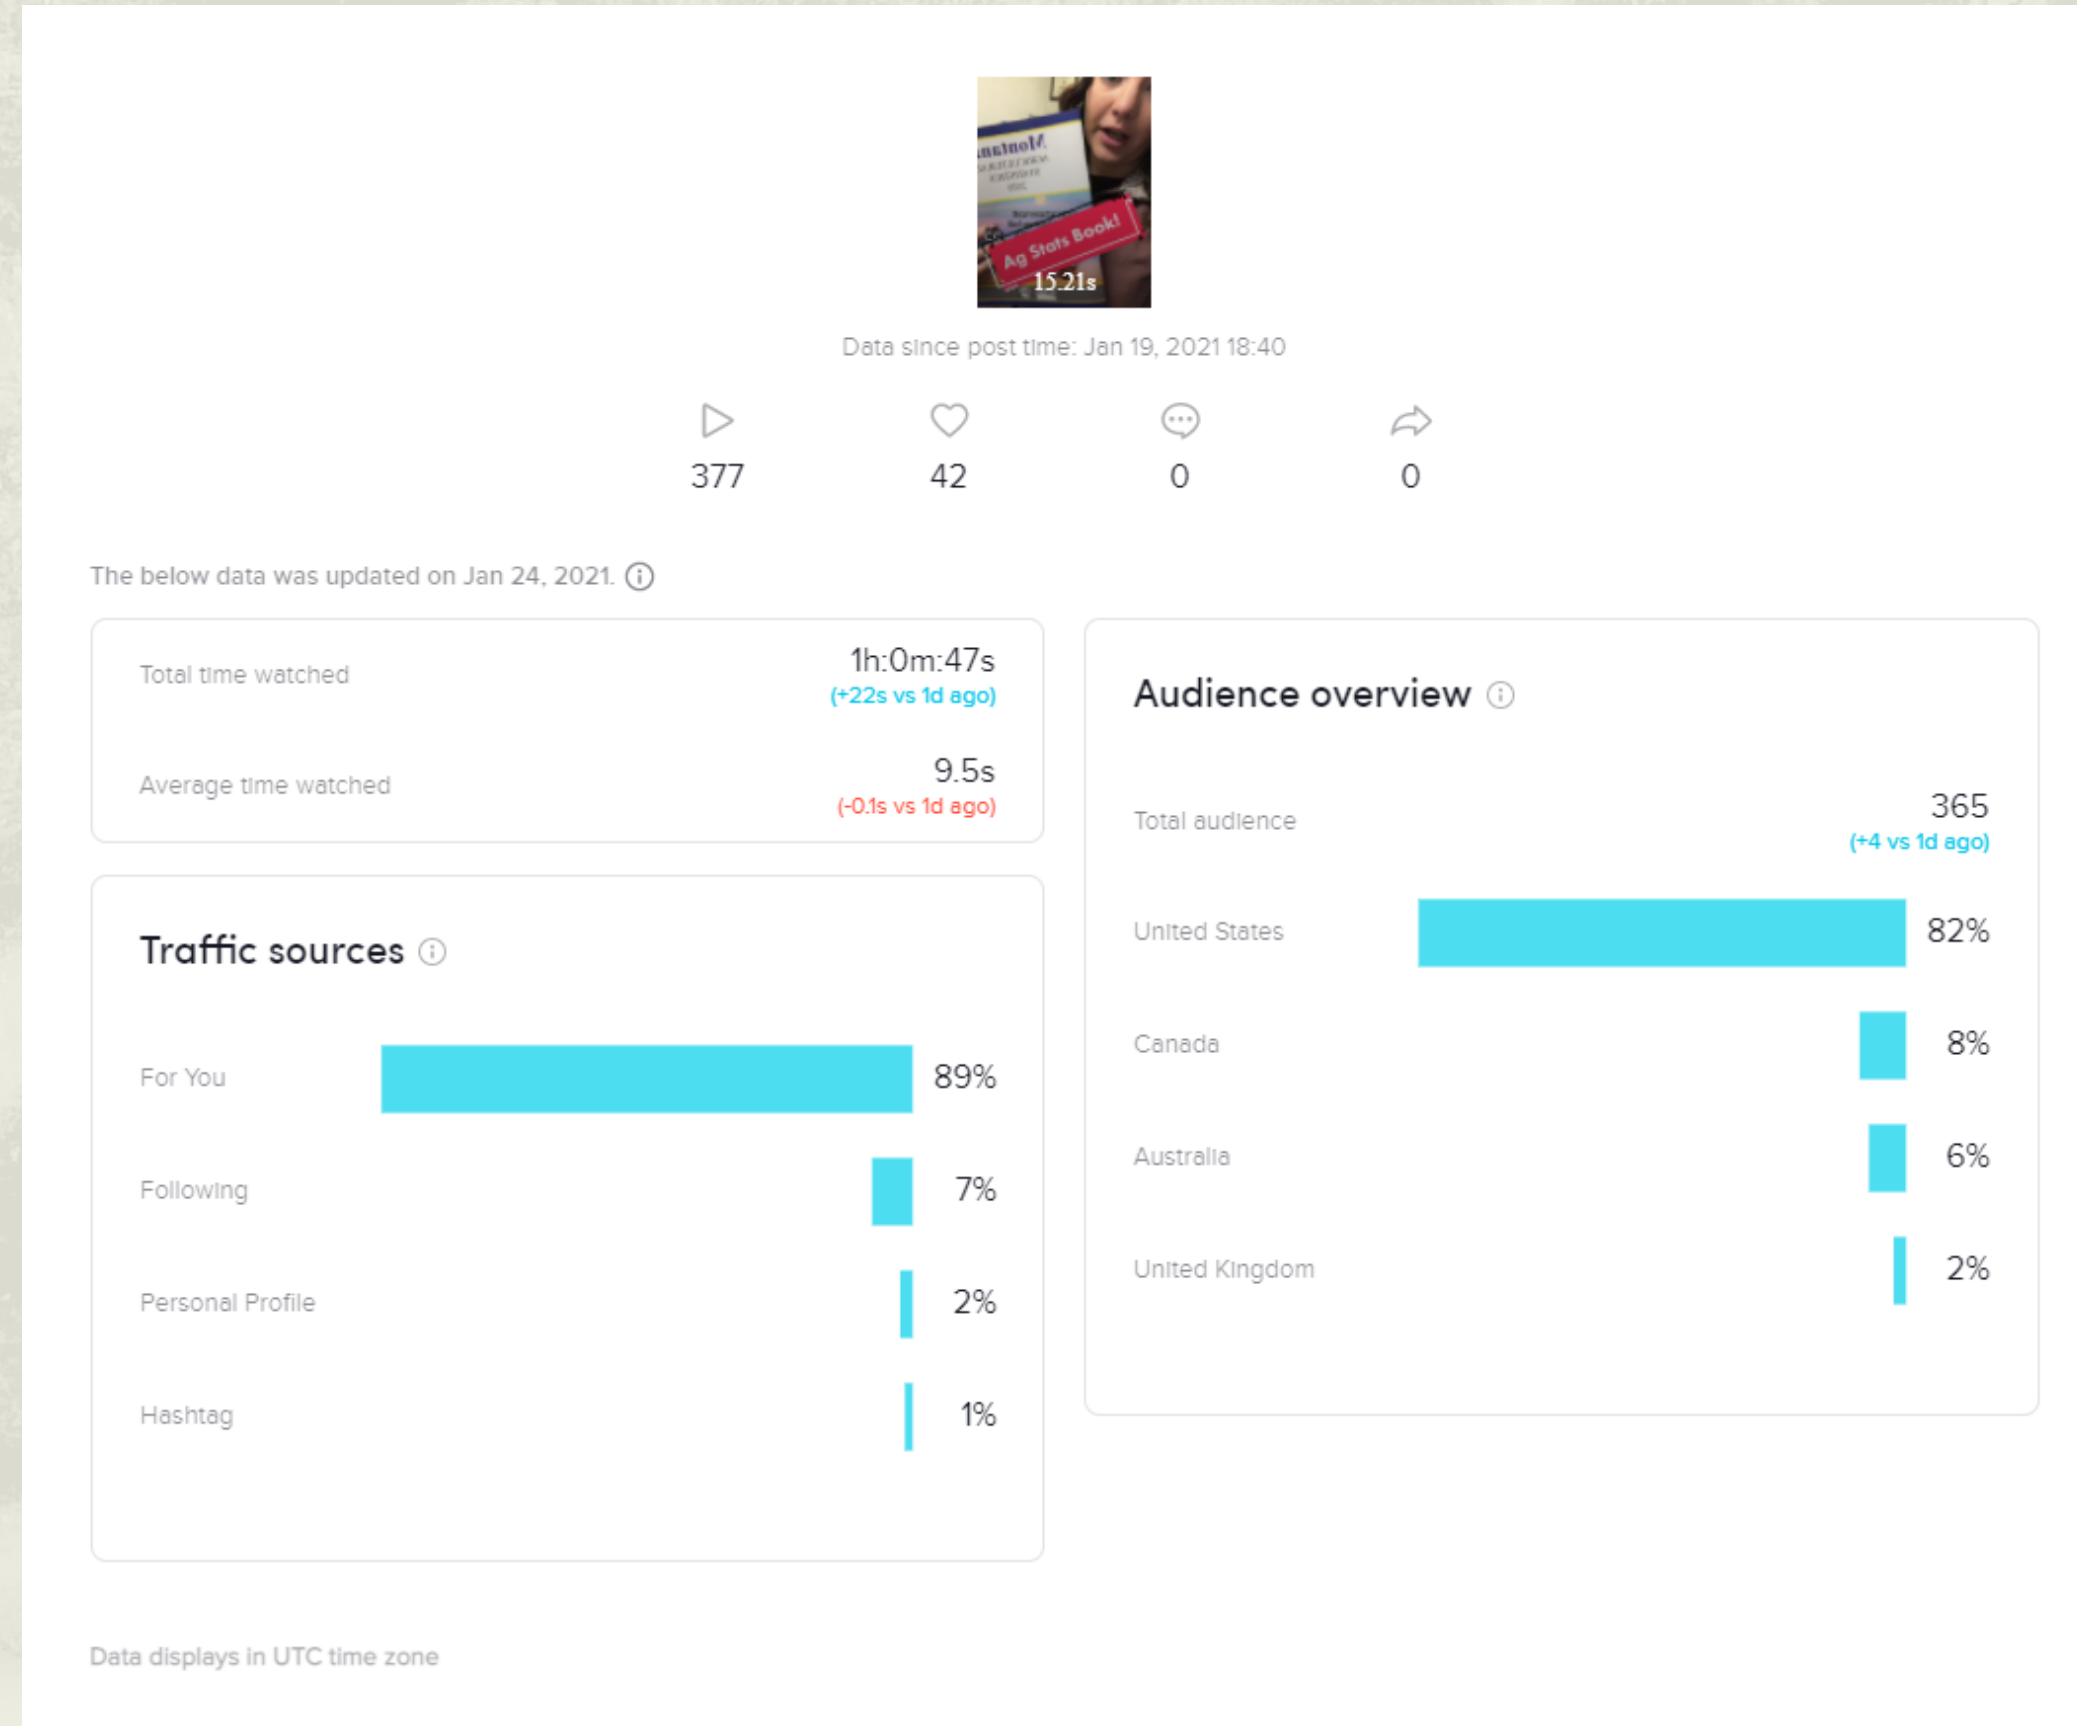 Montana
Ag Stats Book!
15.21s
Data since post time: Jan 19, 2021 18:40
377
42
0
0
The below data was updated on Jan 24, 2021.
Total time watched
1h:0m:47s
(+22s vs 1d ago)
Average time watched
9.5s
(-0.1s vs 1d ago)
Traffic sources
For You
89%
Following
7%
Personal Profile
2%
Hashtag
1%
Audience overview
Total audience
365
(+4 vs 1d ago)
United States
82%
Canada
8%
Australia
6%
United Kingdom
2%
Data displays in UTC time zone